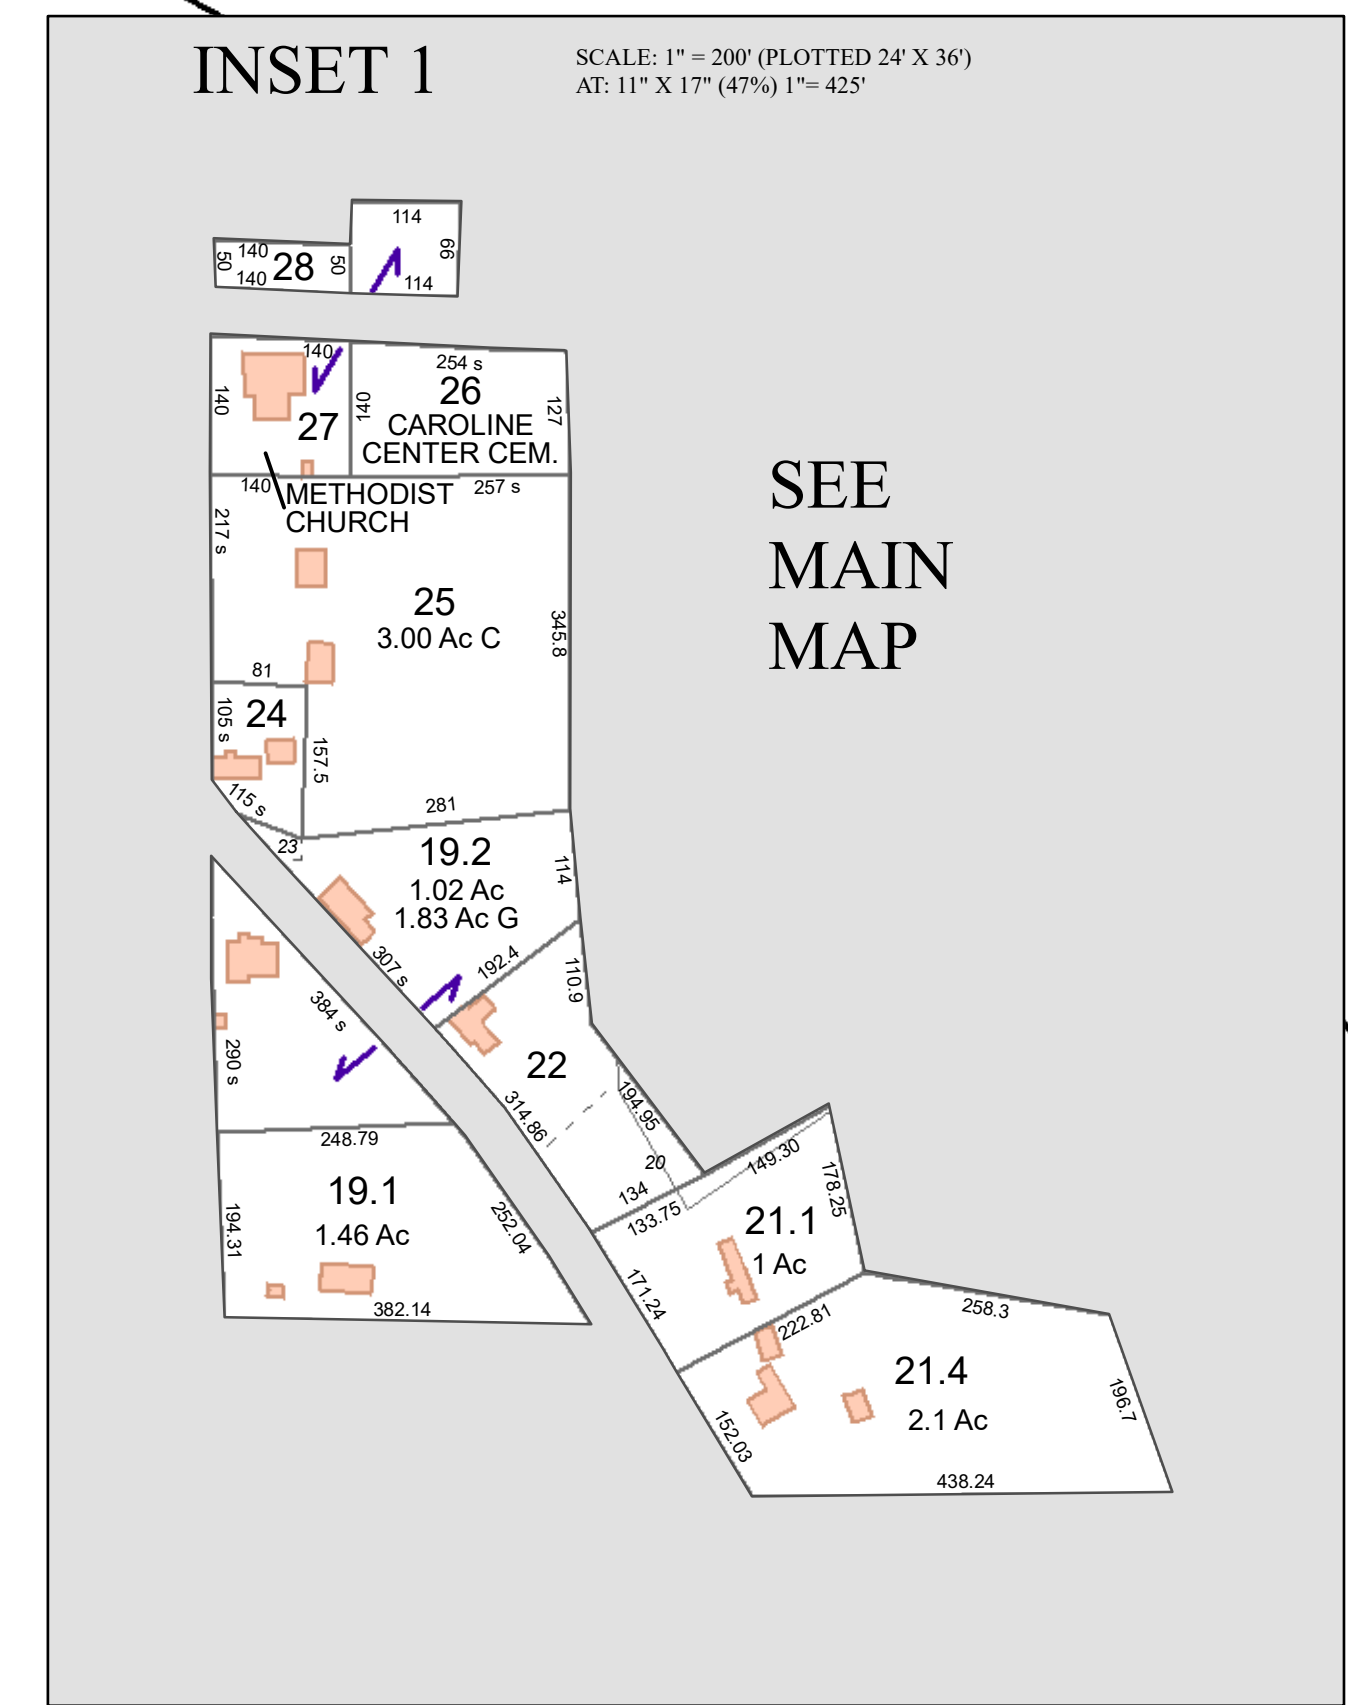 INSET 1
SCALE: 1" = 200' (PLOTTED 24' X 36')
AT: 11" X 17" (47%) 1"= 425'
114
66
114
50
140
140
28
50
140
140
27
140
254 s
26
127
CAROLINE
CENTER CEM.
140
METHODIST
CHURCH
257 s
217 s
SEE
MAIN
MAP
25
3.00 Ac C
345.8
81
105 s
24
157.5
115 s
281
23
19.2
1.02 Ac
1.83 Ac G
114
307 s
192.4
110.9
384 s
290 s
22
314.86
194.95
20
134
133.75
149.30
178.25
248.79
19.1
1.46 Ac
194.31
252.04
382.14
21.1
1 Ac
171.24
222.81
258.3
21.4
2.1 Ac
196.7
152.03
438.24